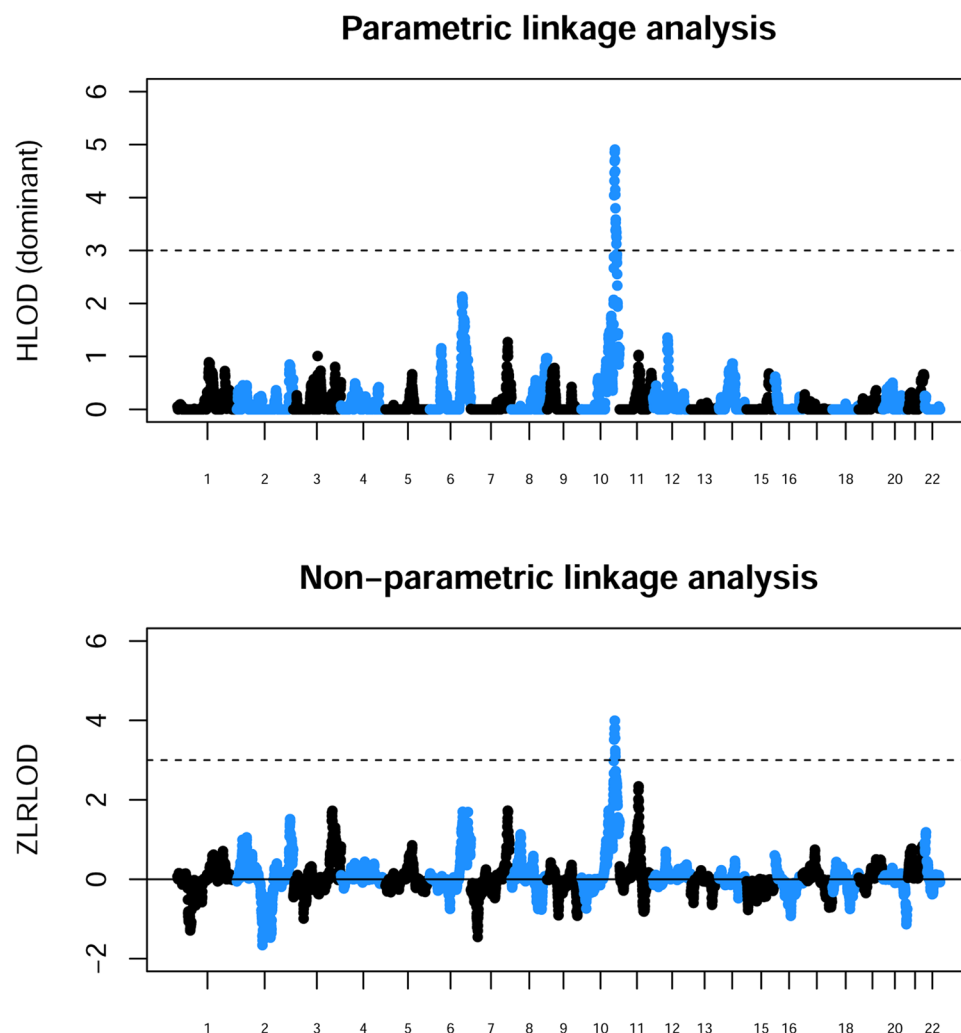 Parametric linkage analysis
HLOD (dominant)
6
5
4
3
2
1
0
1 2 3 4 5 6 7 8 9 10 11 12 13 15 16 18 20 22
Non−parametric linkage analysis
ZLRLOD
6
4
2
0
−2
1 2 3 4 5 6 7 8 9 10 11 12 13 15 16 18 20 22